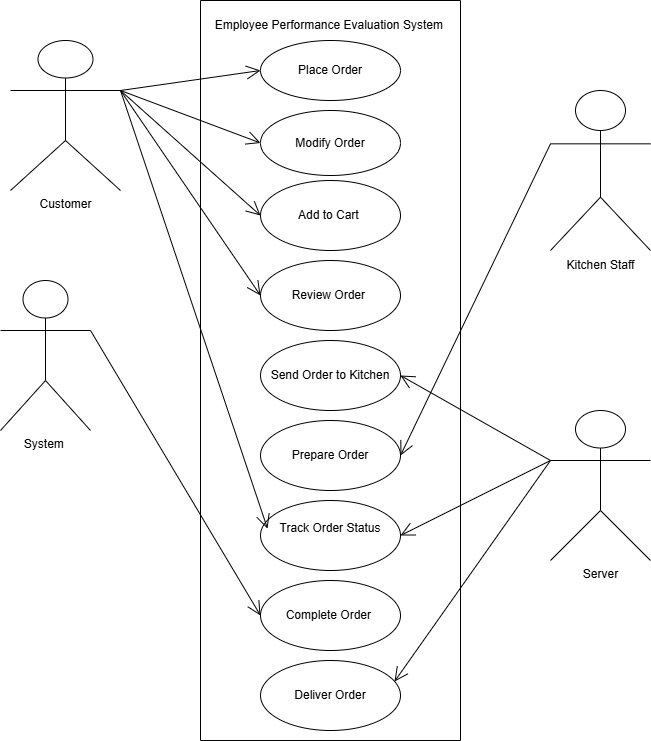 Employee Performance Evaluation System
Place Order
Modify Order
Customer
Add to Cart
Kitchen Staff
Review Order
Send Order to Kitchen
System
Prepare Order
Track Order Status
Server
Complete Order
Deliver Order